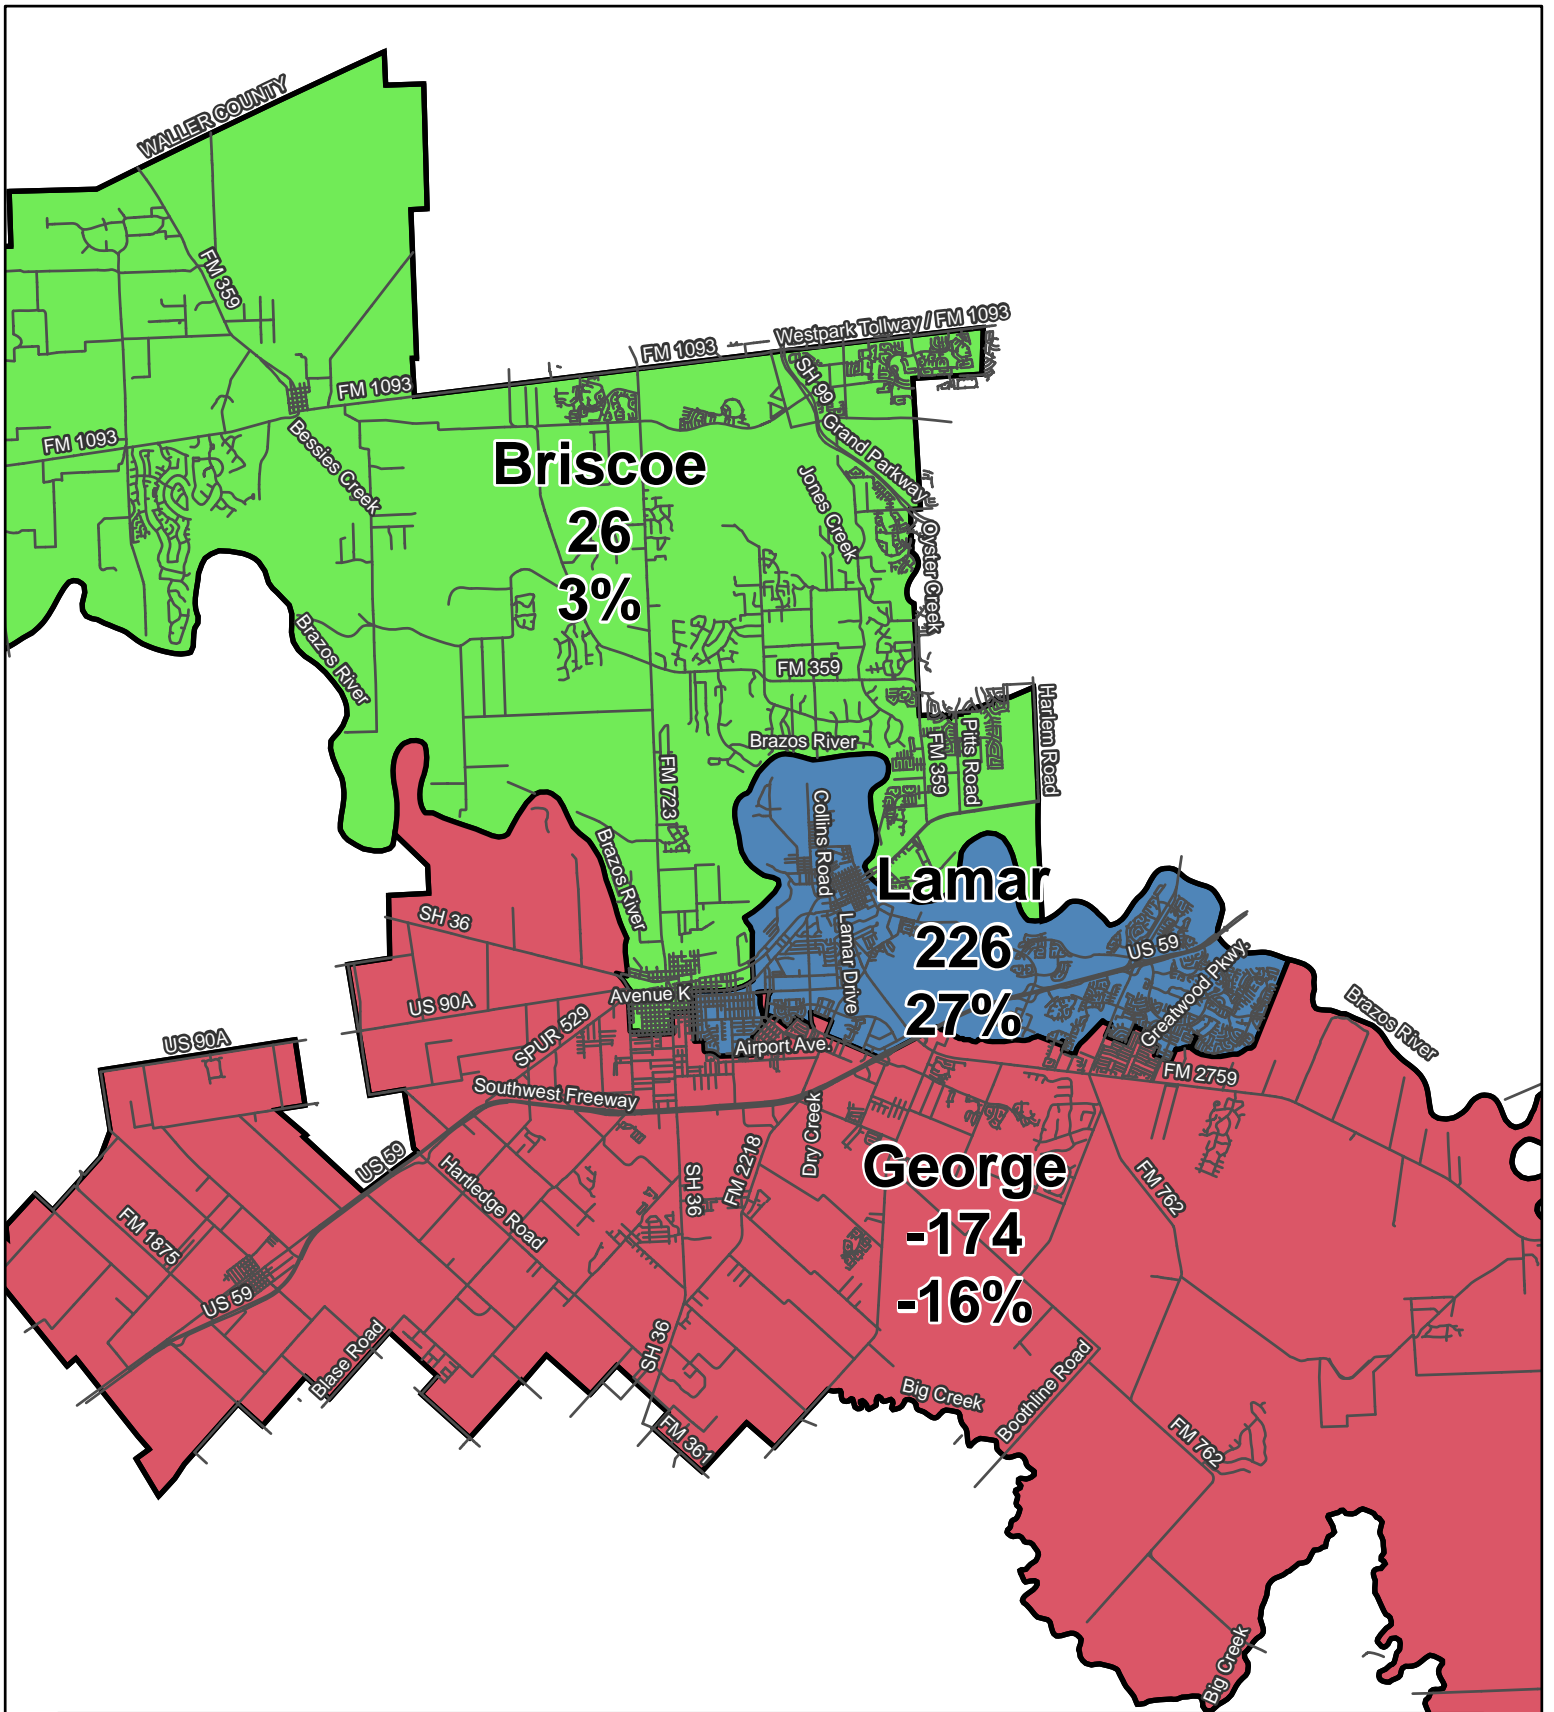 WALLER COUNTY
FM 359
Westpark Tollway / FM 1093
FM 1093
SH 99
FM 1093
Grand Parkway
FM 1093
Bessies Creek
Briscoe
26
3%
Jones Creek
Oyster Creek
Brazos River
FM 359
Harlem Road
Brazos River
FM 359
Pitts Road
FM 723
Collins Road
Brazos River
Lamar
226
27%
SH 36
Lamar Drive
US 59
Greatwood Pkwy.
Avenue K
US 90A
SPUR 529
Brazos River
US 90A
Airport Ave.
FM 2759
Southwest Freeway
Dry Creek
US 59
Hartledge Road
SH 36
FM 2218
George
-174
-16%
FM 762
FM 1875
US 59
Blase Road
SH 36
Big Creek
Boothline Road
FM 361
FM 762
Big Creek